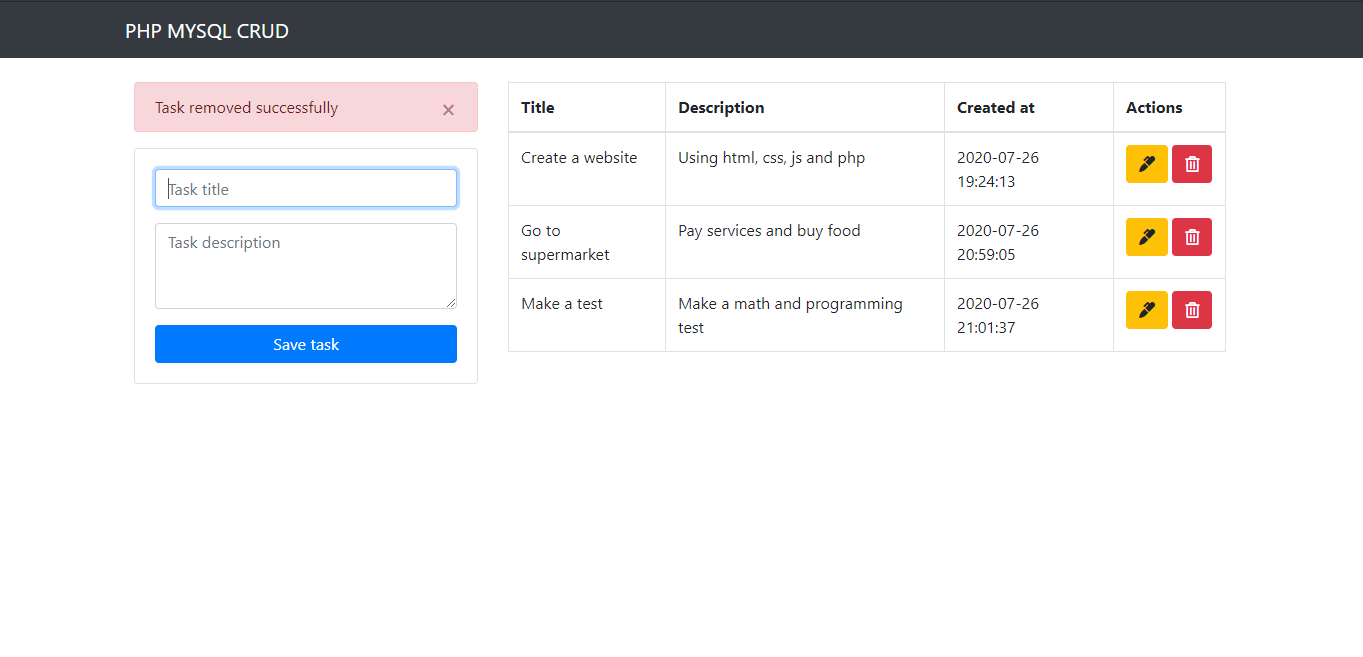 PHP MYSQL CRUD
Task removed successfully ×
Task title
Task description
Save task
Title Description Created at Actions
Create a website Using html, css, js and php 2020-07-26
19:24:13
Go to Pay services and buy food 2020-07-26
supermarket 20:59:05
Make a test Make a math and programming 2020-07-26
test 21:01:37